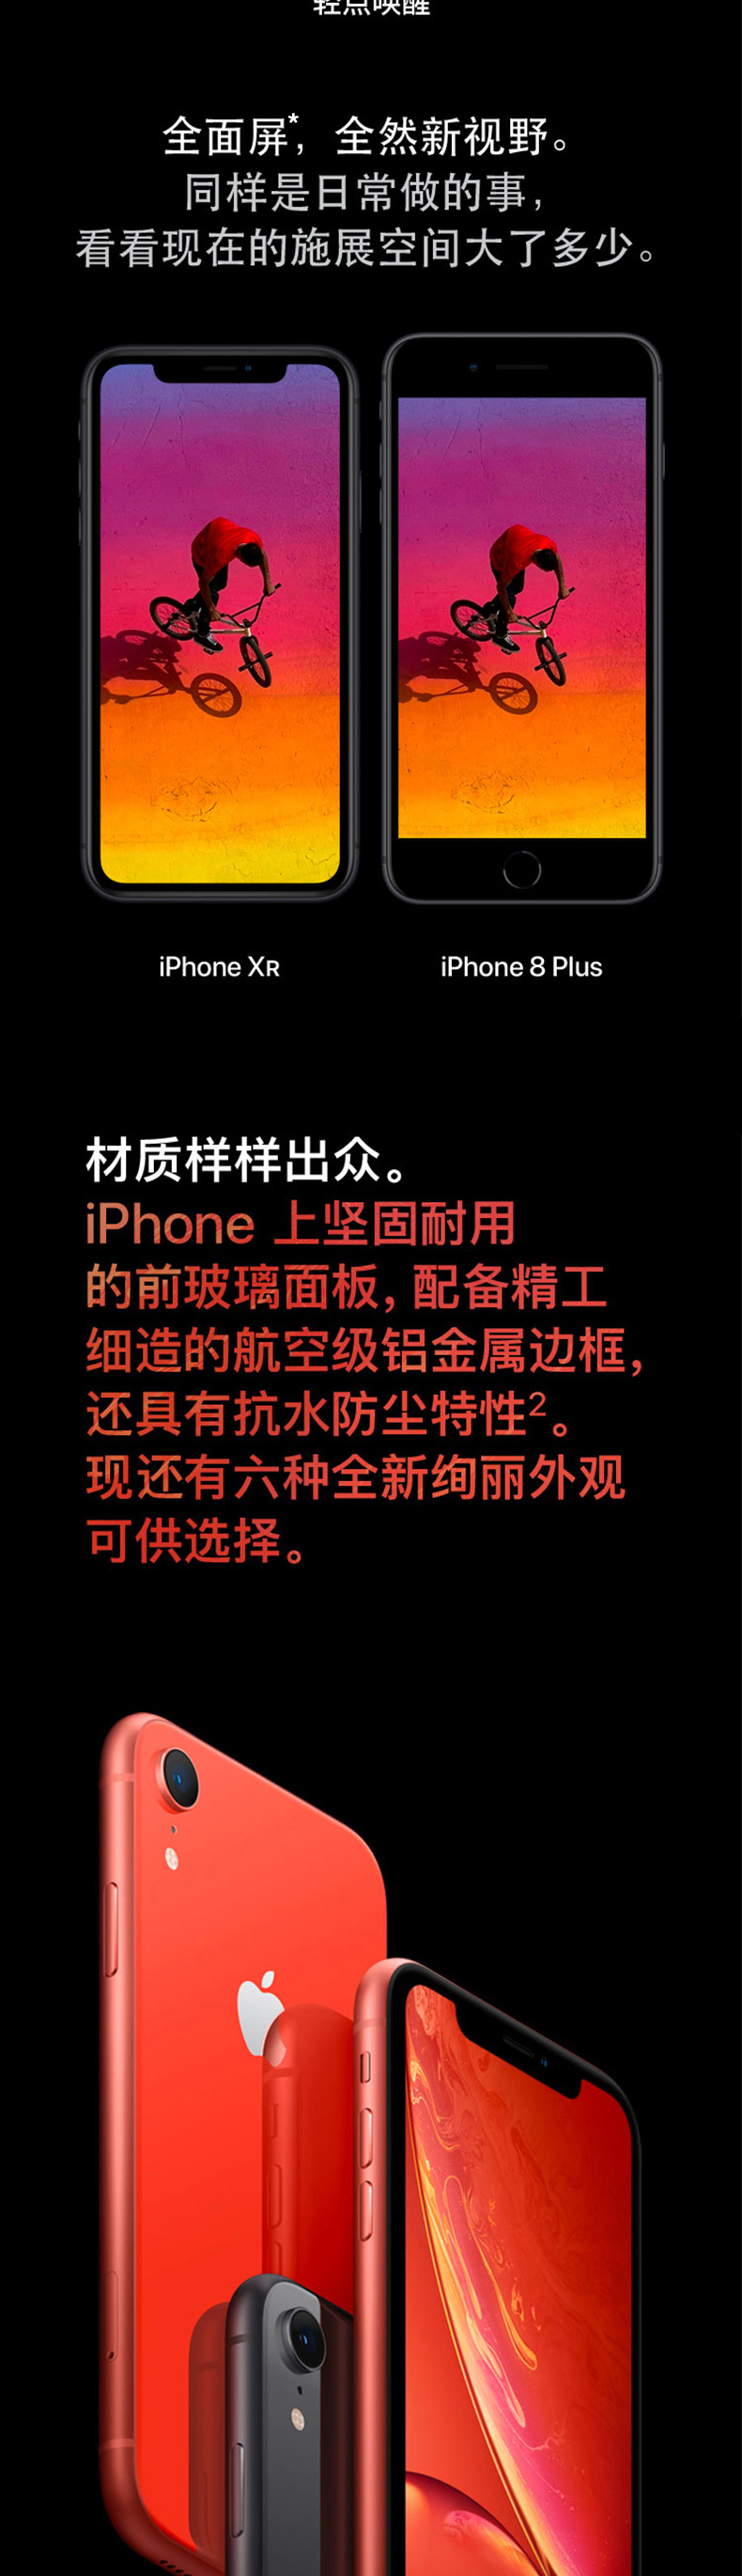 轻点唤醒
全面屏*，全然新视野。
同样是日常做的事，
看看现在的施展空间大了多少。
iPhone XR
iPhone 8 Plus
材质样样出众。
iPhone 上坚固耐用
的前玻璃面板，配备精工
细造的航空级铝金属边框，
还具有抗水防尘特性²。
现还有六种全新绚丽外观
可供选择。